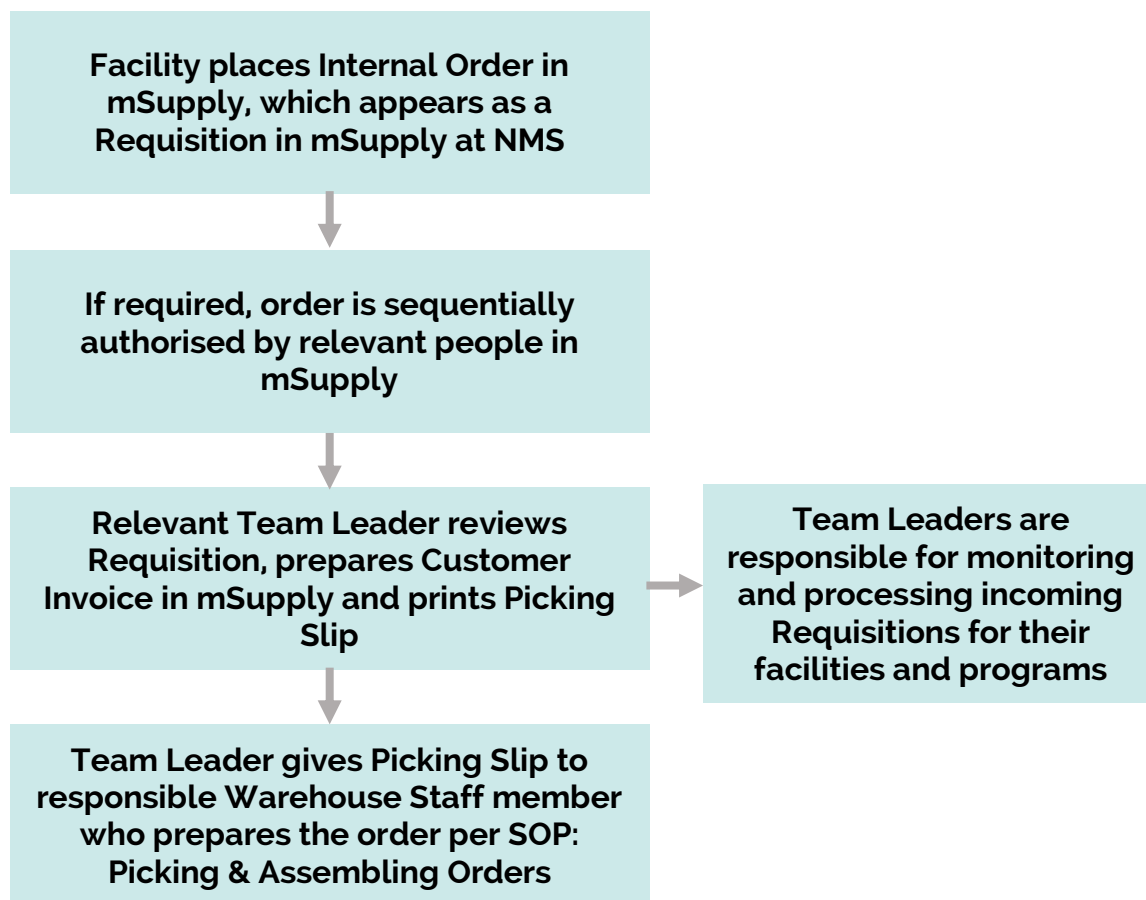 Facility places Internal Order in
mSupply, which appears as a
Requisition in mSupply at NMS
If required, order is sequentially
authorised by relevant people in
mSupply
Relevant Team Leader reviews
Requisition, prepares Customer
Invoice in mSupply and prints Picking
Slip
Team Leaders are
responsible for monitoring
and processing incoming
Requisitions for their
facilities and programs
Team Leader gives Picking Slip to
responsible Warehouse Staff member
who prepares the order per SOP:
Picking & Assembling Orders